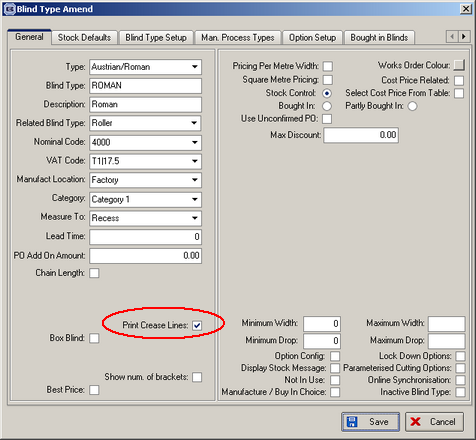 Blind Type Amend
General Stock Defaults Blind Type Setup Man. Process Types Option Setup Bought in Blinds
Type: Austrian/Roman
Blind Type: ROMAN
Description: Roman
Related Blind Type: Roller
Nominal Code: 4000
VAT Code: T1|17.5
Manufact Location: Factory
Category: Category 1
Measure To: Recess
Lead Time: 0
PO Add On Amount: 0.00
Chain Length:
Print Crease Lines:
Box Blind:
Show num. of brackets:
Best Price:
Pricing Per Metre Width: Works Order Colour:
Square Metre Pricing: Cost Price Related:
Stock Control: Select Cost Price From Table:
Bought In: Partly Bought In:
Use Unconfirmed PO:
Max Discount: 0.00
Minimum Width: 0 Maximum Width:
Minimum Drop: 0 Maximum Drop:
Option Config: Lock Down Options:
Display Stock Message: Parameterised Cutting Options:
Not In Use: Online Synchronisation:
Manufacture / Buy In Choice: Inactive Blind Type:
Save Cancel